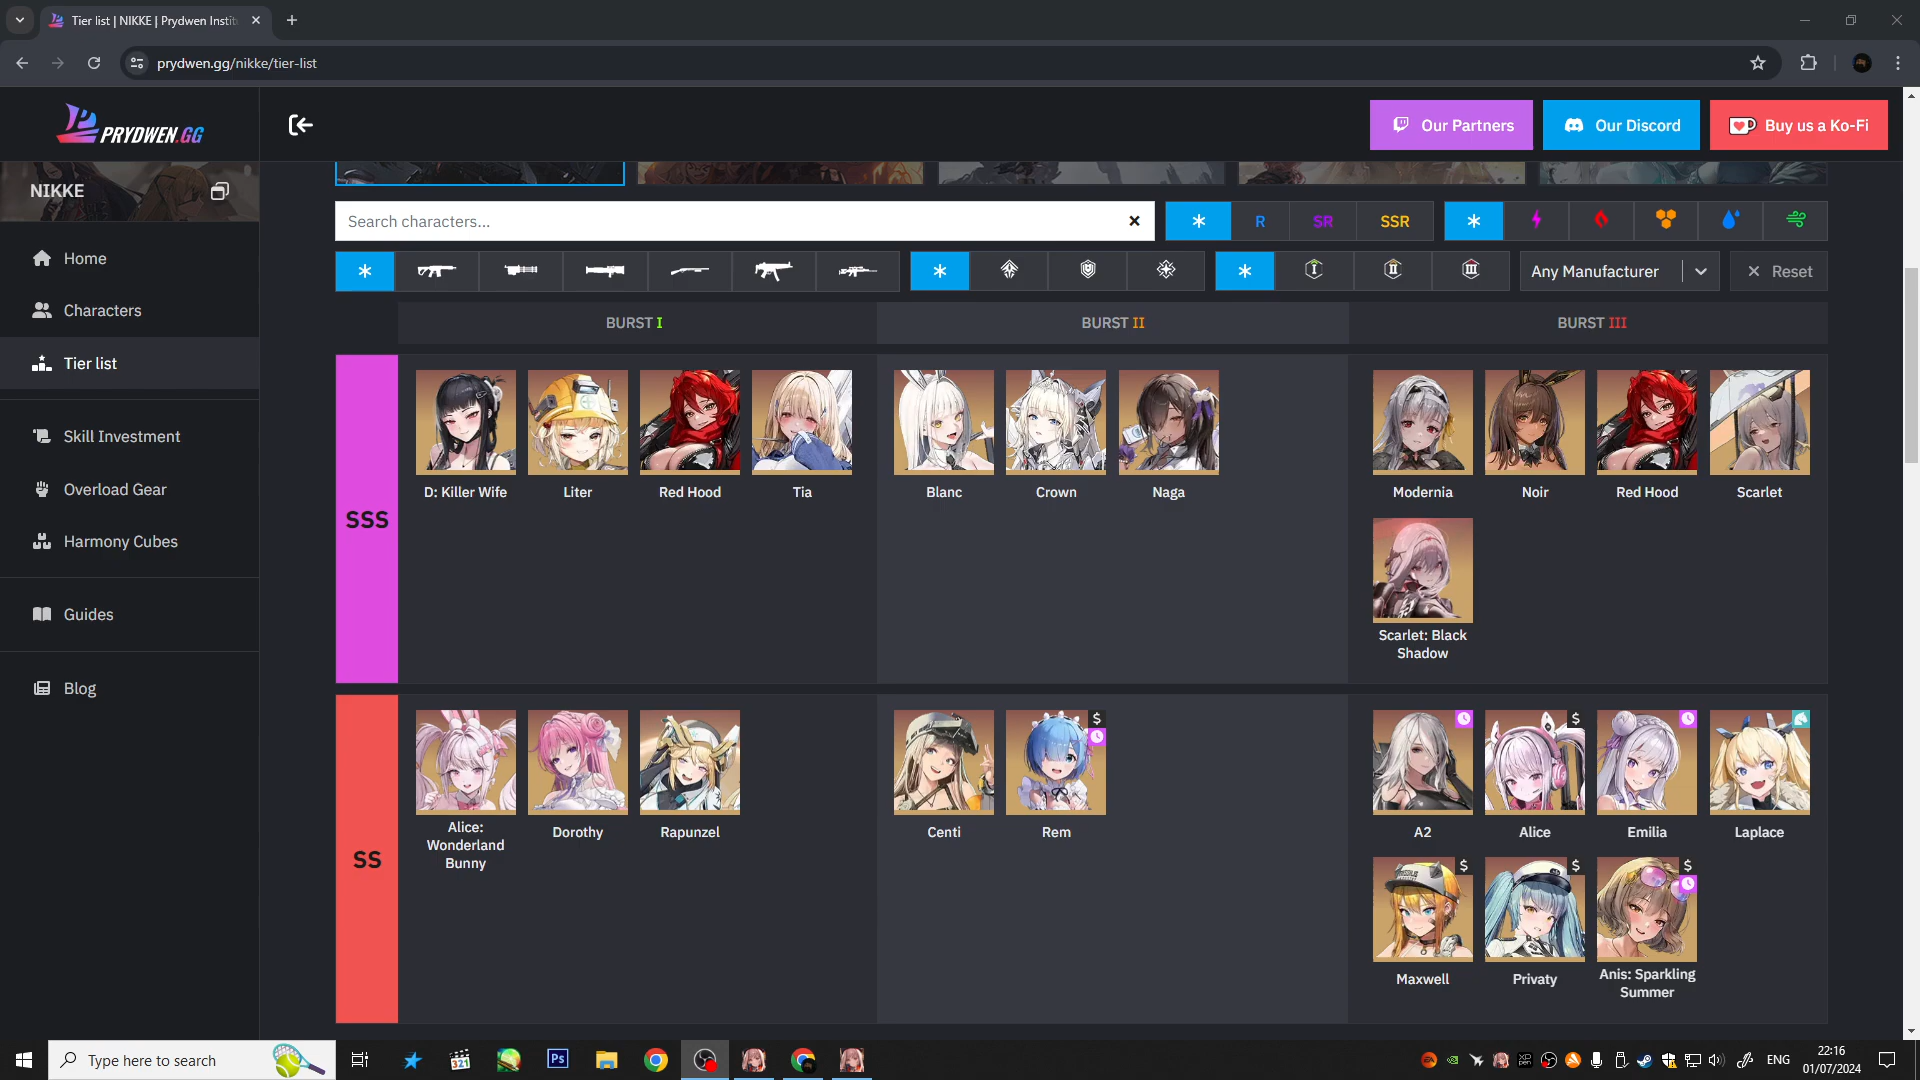 Tier list | NIKKE | Prydwen Instit
prydwen.gg/nikke/tier-list
PRYDWEN.GG
Our Partners
Our Discord
Buy us a Ko-Fi
NIKKE
Home
Characters
Tier list
Skill Investment
Overload Gear
Harmony Cubes
Guides
Blog
Search characters...
R
SR
SSR
I
II
III
Any Manufacturer
Reset
BURST I
BURST II
BURST III
SSS
D: Killer Wife
Liter
Red Hood
Tia
Blanc
Crown
Naga
Modernia
Noir
Red Hood
Scarlet
Scarlet: Black
Shadow
SS
Alice:
Wonderland
Bunny
Dorothy
Rapunzel
Centi
$
Rem
A2
$
Alice
Emilia
Laplace
$
Maxwell
$
Privaty
$
Anis: Sparkling
Summer
Type here to search
321
Ps
ENG
22:16
01/07/2024